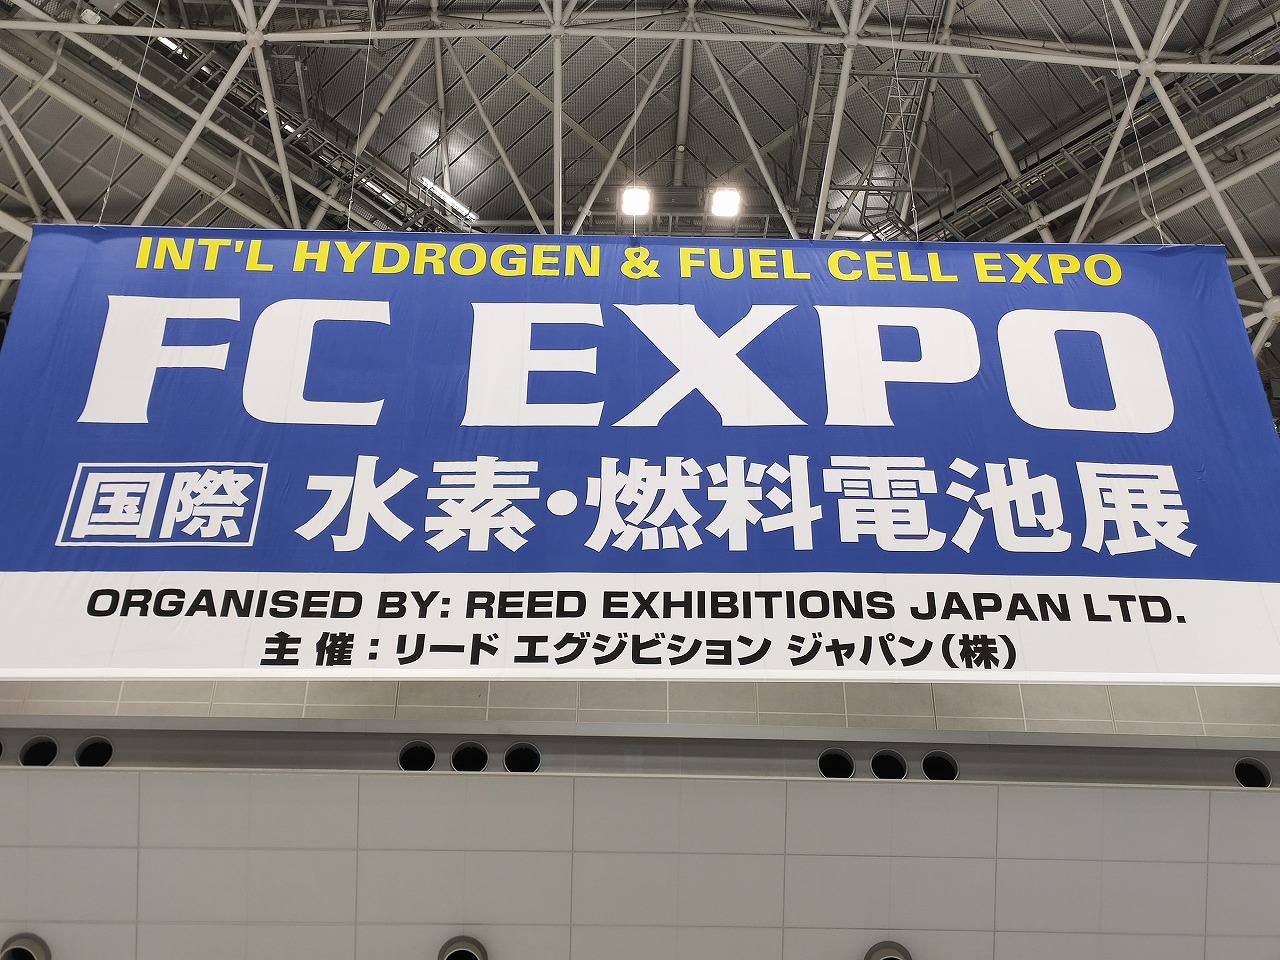 INT'L HYDROGEN & FUEL CELL EXPO
FC EXPO
国際 水素・燃料電池展
ORGANISED BY: REED EXHIBITIONS JAPAN LTD.
主 催：リード エグジビション ジャパン（株）